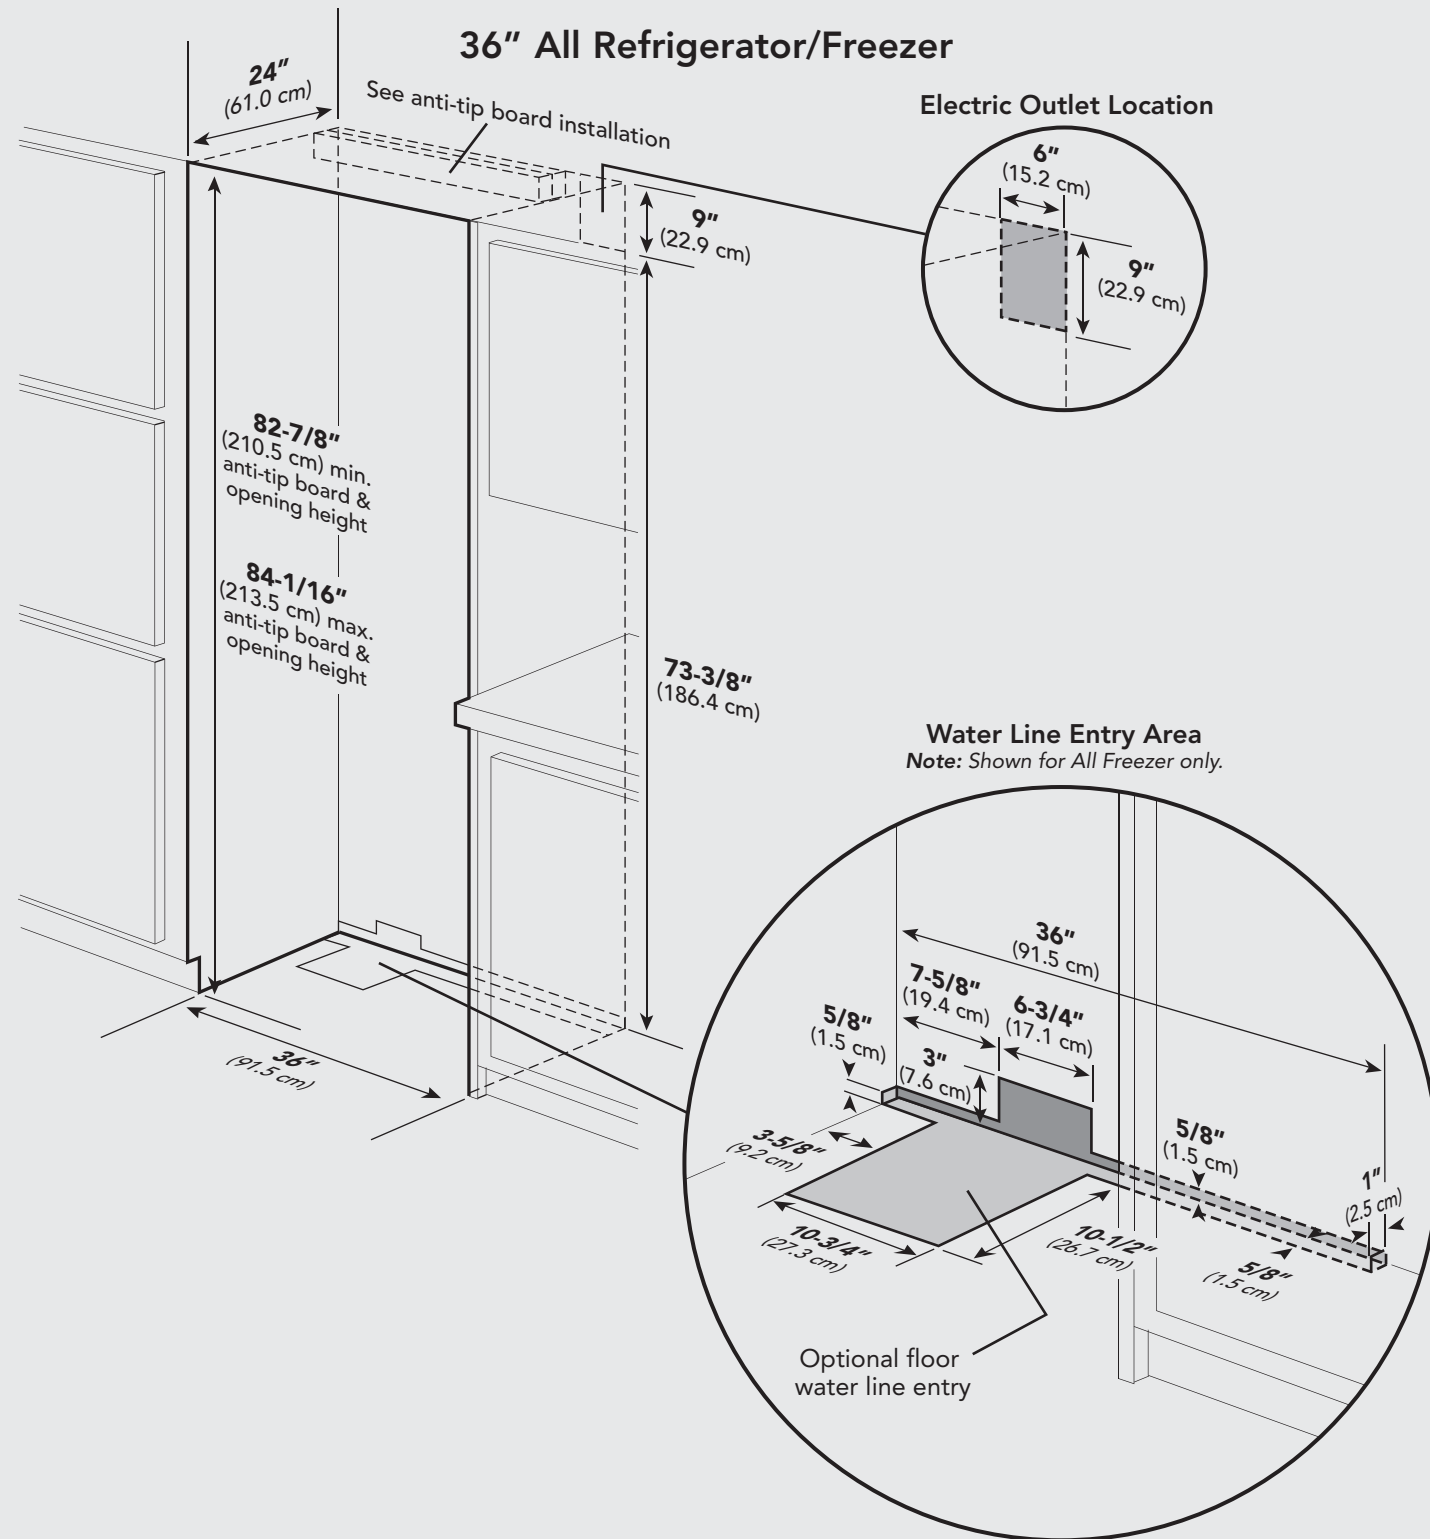 36" All Refrigerator/Freezer
24"
(61.0 cm)
See anti-tip board installation
Electric Outlet Location
6"
(15.2 cm)
9"
(22.9 cm)
9"
(22.9 cm)
82-7/8"
(210.5 cm) min.
anti-tip board &
opening height
84-1/16"
(213.5 cm) max.
anti-tip board &
opening height
73-3/8"
(186.4 cm)
36"
(91.5 cm)
Water Line Entry Area
Note: Shown for All Freezer only.
36"
(91.5 cm)
7-5/8"
(19.4 cm)
6-3/4"
(17.1 cm)
5/8"
(1.5 cm)
3"
(7.6 cm)
3-5/8"
(9.2 cm)
5/8"
(1.5 cm)
1"
(2.5 cm)
10-3/4"
(27.3 cm)
10-1/2"
(26.7 cm)
5/8"
(1.5 cm)
Optional floor
water line entry